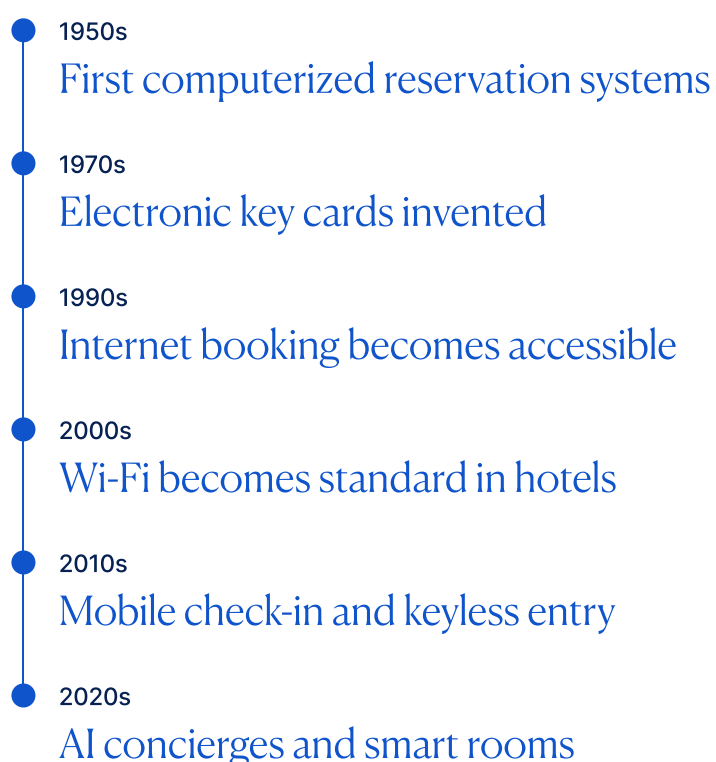 1950s
First computerized reservation systems
1970s
Electronic key cards invented
1990s
Internet booking becomes accessible
2000s
Wi-Fi becomes standard in hotels
2010s
Mobile check-in and keyless entry
2020s
AI concierges and smart rooms